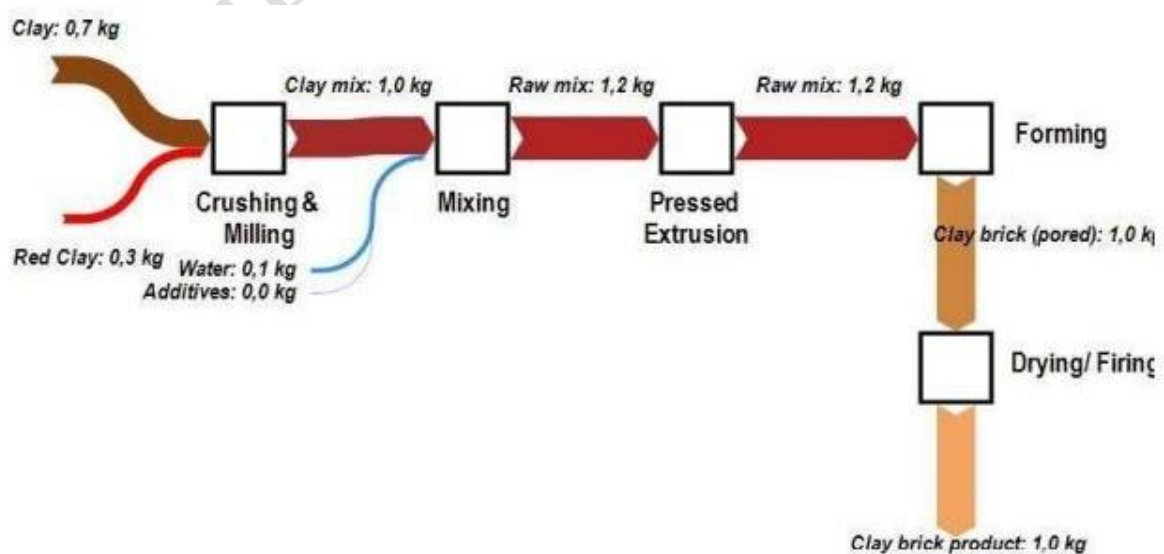 Clay: 0,7 kg
Clay mix: 1,0 kg
Raw mix: 1,2 kg
Raw mix: 1,2 kg
Forming
Crushing &
Milling
Mixing
Pressed
Extrusion
Red Clay: 0,3 kg
Water: 0,1 kg
Additives: 0,0 kg
Clay brick (pored): 1,0 k
Drying/ Firing
Clay brick product: 1,0 kg